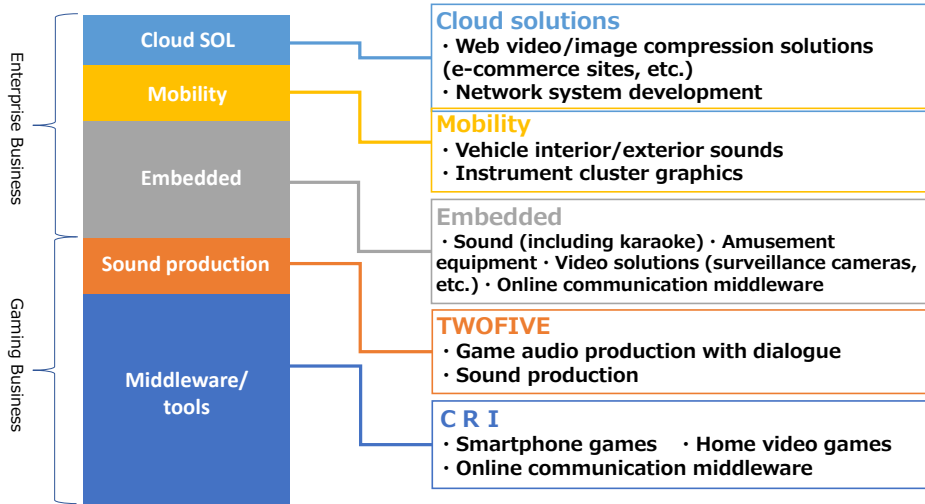 Enterprise Business
Gaming Business
Cloud SOL
Mobility
Embedded
Sound production
Middleware/
tools
Cloud solutions
・Web video/image compression solutions
(e-commerce sites, etc.)
・Network system development
Mobility
・Vehicle interior/exterior sounds
・Instrument cluster graphics
Embedded
・Sound (including karaoke)・Amusement
equipment・Video solutions (surveillance cameras,
etc.)・Online communication middleware
TWOFIVE
・Game audio production with dialogue
・Sound production
ＣＲＩ
・Smartphone games　・Home video games
・Online communication middleware